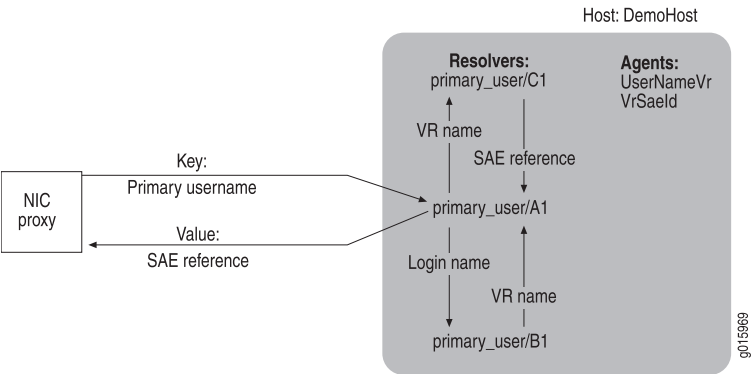 Host: DemoHost
Resolvers:
primary_user/C1
Agents:
UserNameVr
VrSaeId
VR name
SAE reference
Key:
Primary username
NIC
proxy
primary_user/A1
Value:
SAE reference
Login name
VR name
primary_user/B1
g015969